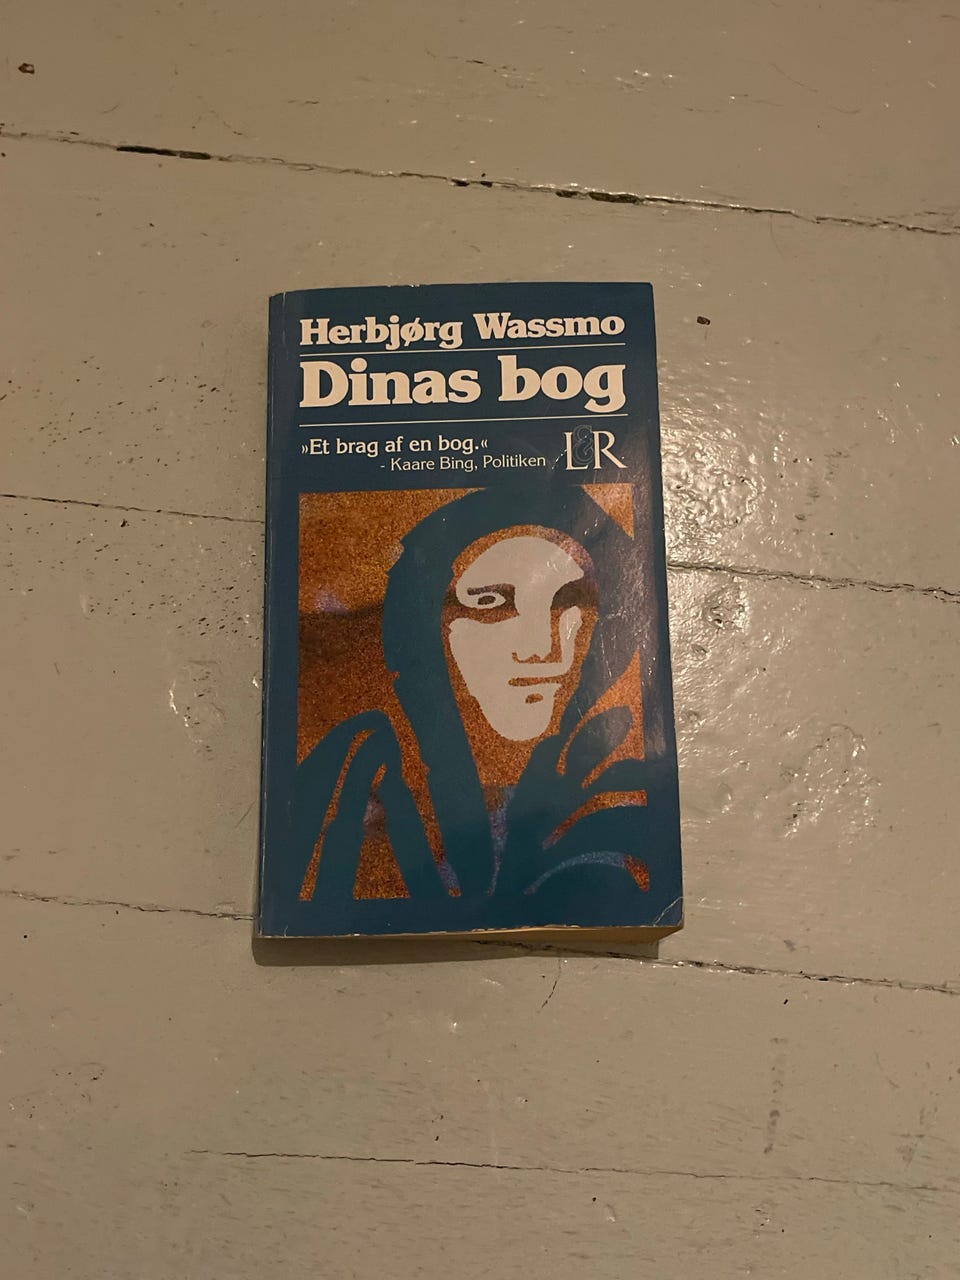 Herbjørg Wassmo
Dinas bog
»Et brag af en bog.«
- Kaare Bing, Politiken
L&R